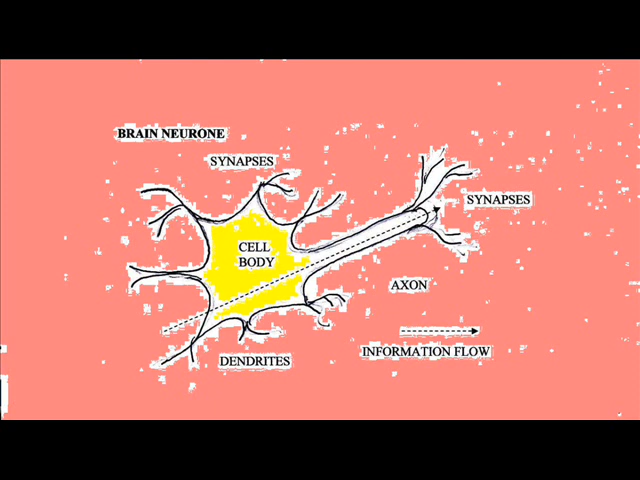 BRAIN NEURONE
SYNAPSES
SYNAPSES
CELL
BODY
AXON
DENDRITES
INFORMATION FLOW